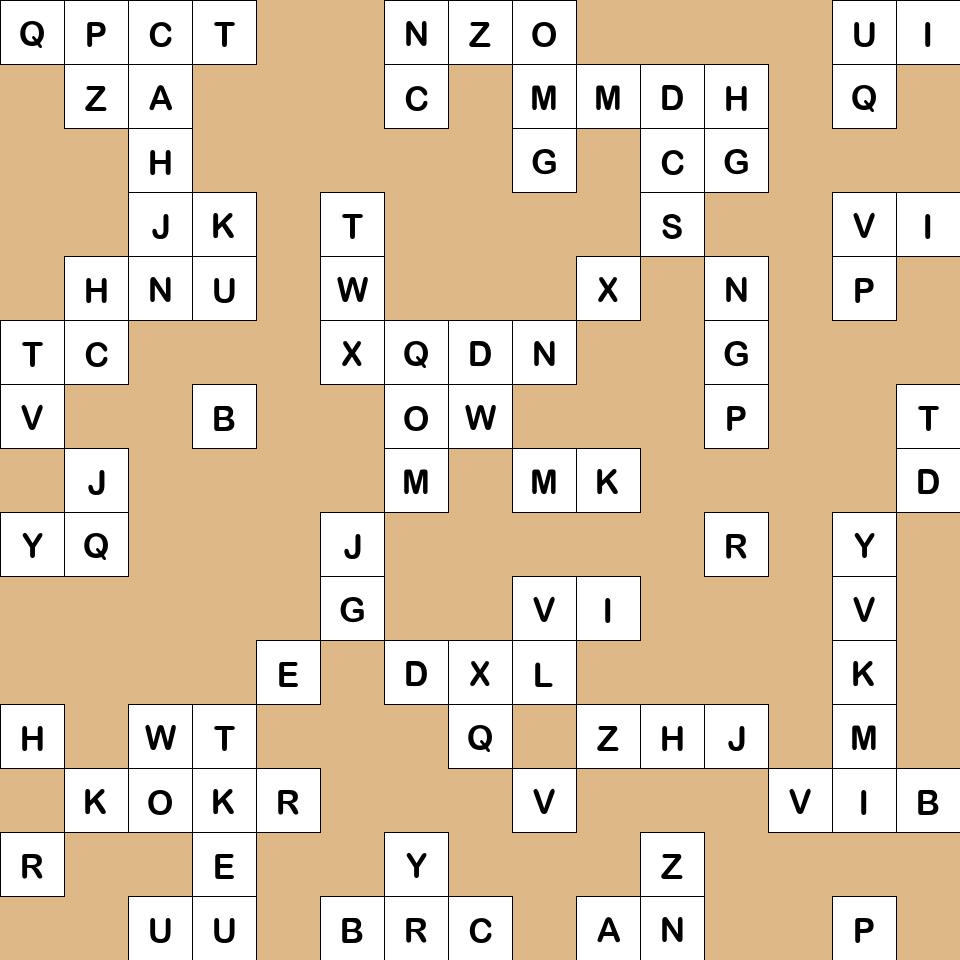 Q P C T N Z O U I
Z A C M M D H Q
H G C G
J K T S V I
H N U W X N P
T C X Q D N G
V B O W P T
J M M K D
Y Q J R Y
G V I V
E D X L K
H W T Q Z H J M
K O K R V V I B
R E Y Z
U U B R C A N P